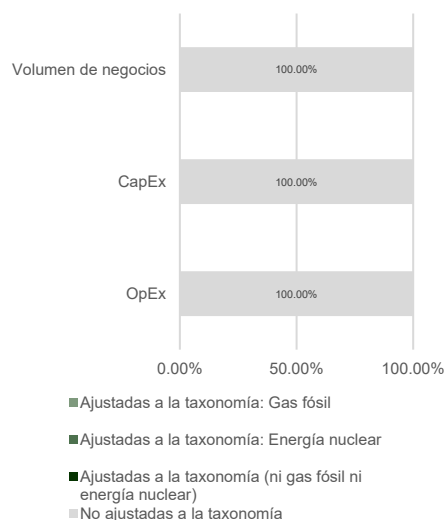 Volumen de negocios
100.00%
CapEx
100.00%
OpEx
100.00%
0.00% 50.00% 100.00%
Ajustadas a la taxonomía: Gas fósil
Ajustadas a la taxonomía: Energía nuclear
Ajustadas a la taxonomía (ni gas fósil ni
energía nuclear)
No ajustadas a la taxonomía